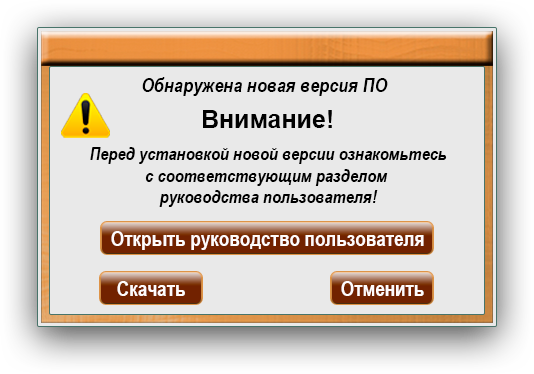 Обнаружена новая версия ПО
Внимание!
Перед установкой новой версии ознакомьтесь
с соответствующим разделом
руководства пользователя!
Открыть руководство пользователя
Скачать
Отменить